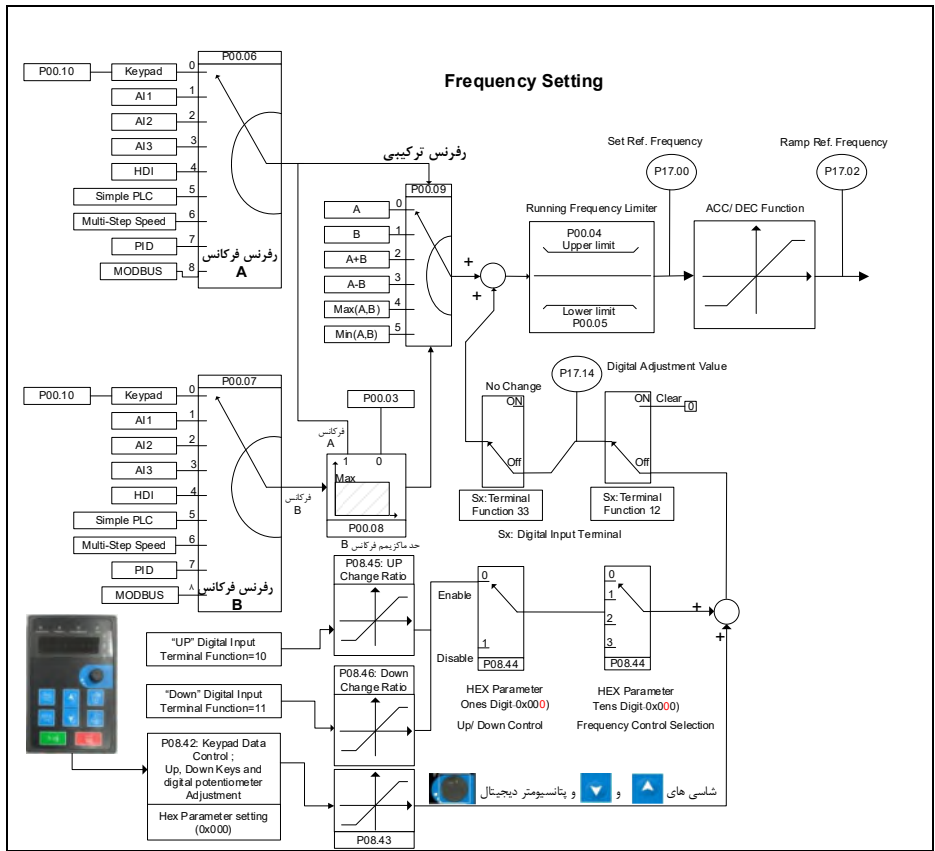 Frequency Setting
P00.06
P00.10
Keypad
0
AI1
1
AI2
2
AI3
3
HDI
4
Simple PLC
5
Multi-Step Speed
6
PID
7
MODBUS
8
رفرنس فرکانس
A
رفرنس ترکیبی
P00.09
A
0
B
1
A+B
2
A-B
3
Max(A,B)
4
Min(A,B)
5
+
+
Set Ref. Frequency
P17.00
Ramp Ref. Frequency
P17.02
Running Frequency Limiter
P00.04
Upper limit
Lower limit
P00.05
ACC/ DEC Function
P00.07
P00.10
Keypad
0
AI1
1
AI2
2
AI3
3
HDI
4
Simple PLC
5
Multi-Step Speed
6
PID
7
MODBUS
۸
رفرنس فرکانس
B
فرکانس
B
P00.03
فرکانس
A
1
0
Max
P00.08
حد ماکزیمم فرکانس B
No Change
ON
Off
Sx:Terminal
Function 33
P17.14
Digital Adjustment Value
ON
Clear
0
Off
Sx:Terminal
Function 12
Sx: Digital Input Terminal
P08.45: UP
Change Ratio
"UP" Digital Input
Terminal Function=10
P08.46: Down
Change Ratio
"Down" Digital Input
Terminal Function=11
P08.42: Keypad Data
Control ;
Up, Down Keys and
digital potentiometer
Adjustment
Hex Parameter setting
(0x000)
P08.43
0
Enable
1
Disable
P08.44
HEX Parameter
Ones Digit-0x000)
Up/ Down Control
0
1
2
3
P08.44
HEX Parameter
Tens Digit-0x000)
Frequency Control Selection
+
+
شاسی های و و پتانسیومتر دیجیتال